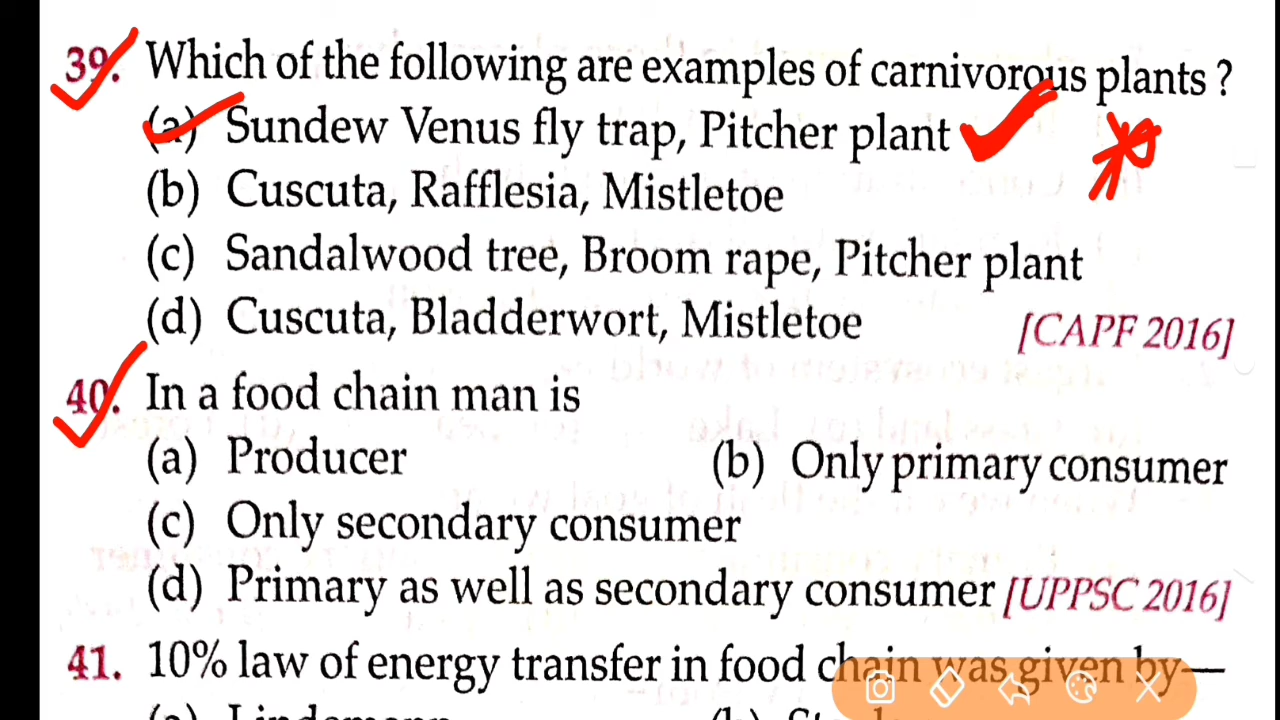 39. Which of the following are examples of carnivorous plants ?
(a) Sundew Venus fly trap, Pitcher plant
(b) Cuscuta, Rafflesia, Mistletoe
(c) Sandalwood tree, Broom rape, Pitcher plant
(d) Cuscuta, Bladderwort, Mistletoe [CAPF 2016]
40. In a food chain man is
(a) Producer (b) Only primary consumer
(c) Only secondary consumer
(d) Primary as well as secondary consumer [UPPSC 2016]
41. 10% law of energy transfer in food chain was given by—
(a) Lindemann (b)